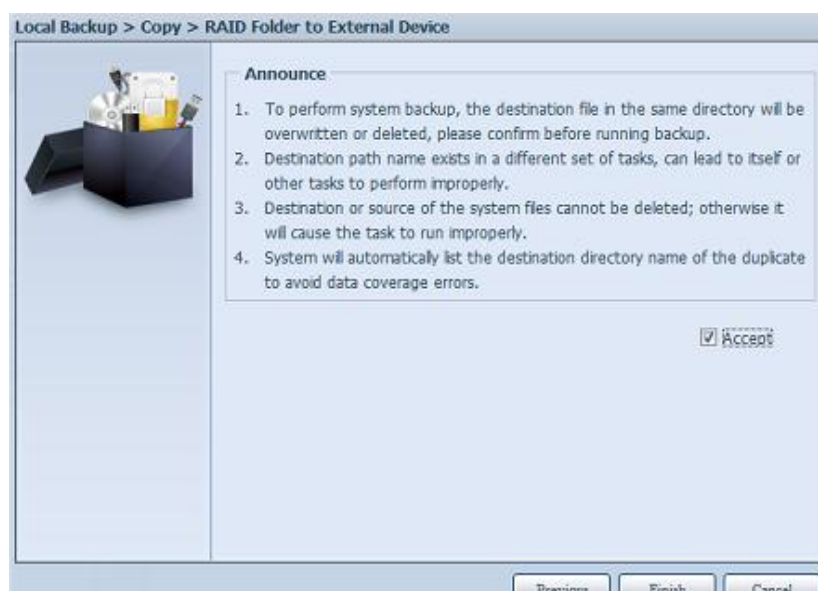 Local Backup > Copy > RAID Folder to External Device
Announce
1. To perform system backup, the destination file in the same directory will be
overwritten or deleted, please confirm before running backup.
2. Destination path name exists in a different set of tasks, can lead to itself or
other tasks to perform improperly.
3. Destination or source of the system files cannot be deleted; otherwise it
will cause the task to run improperly.
4. System will automatically list the destination directory name of the duplicate
to avoid data coverage errors.
Accept
Previous Finish Cancel